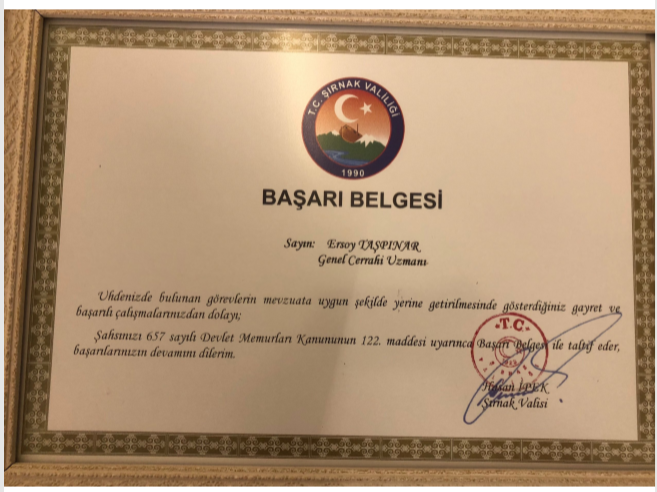 T.C. ŞIRNAK VALİLİĞİ
1990
BAŞARI BELGESİ
Sayın: Ersoy TAŞPINAR
Genel Cerrahi Uzmanı
Uhdenizde bulunan görevlerin mevzuata uygun şekilde yerine getirilmesinde gösterdiğiniz gayret ve
başarılı çalışmalarınızdan dolayı;
Şahsınızı 657 sayılı Devlet Memurları Kanununun 122. maddesi uyarınca Başarı Belgesi ile taltif eder,
başarılarınızın devamını dilerim.
T.C.
Hasan İPEK
Şırnak Valisi